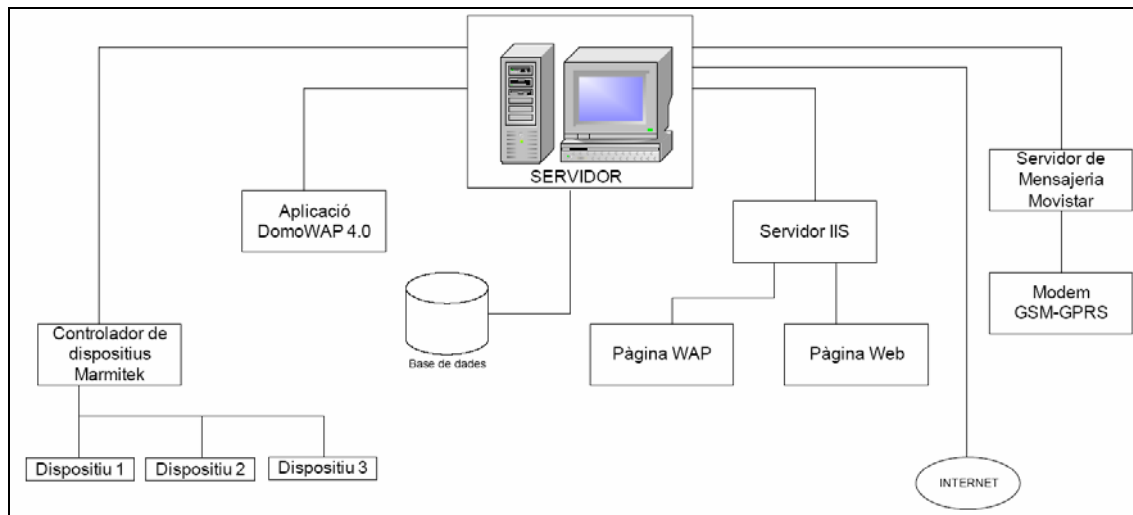 SERVIDOR
Aplicació
DomoWAP 4.0
Servidor de
Mensajeria
Movistar
Servidor IIS
Modem
GSM-GPRS
Controlador de
dispositius
Marmitek
Base de dades
Pàgina WAP
Pàgina Web
Dispositiu 1
Dispositiu 2
Dispositiu 3
INTERNET